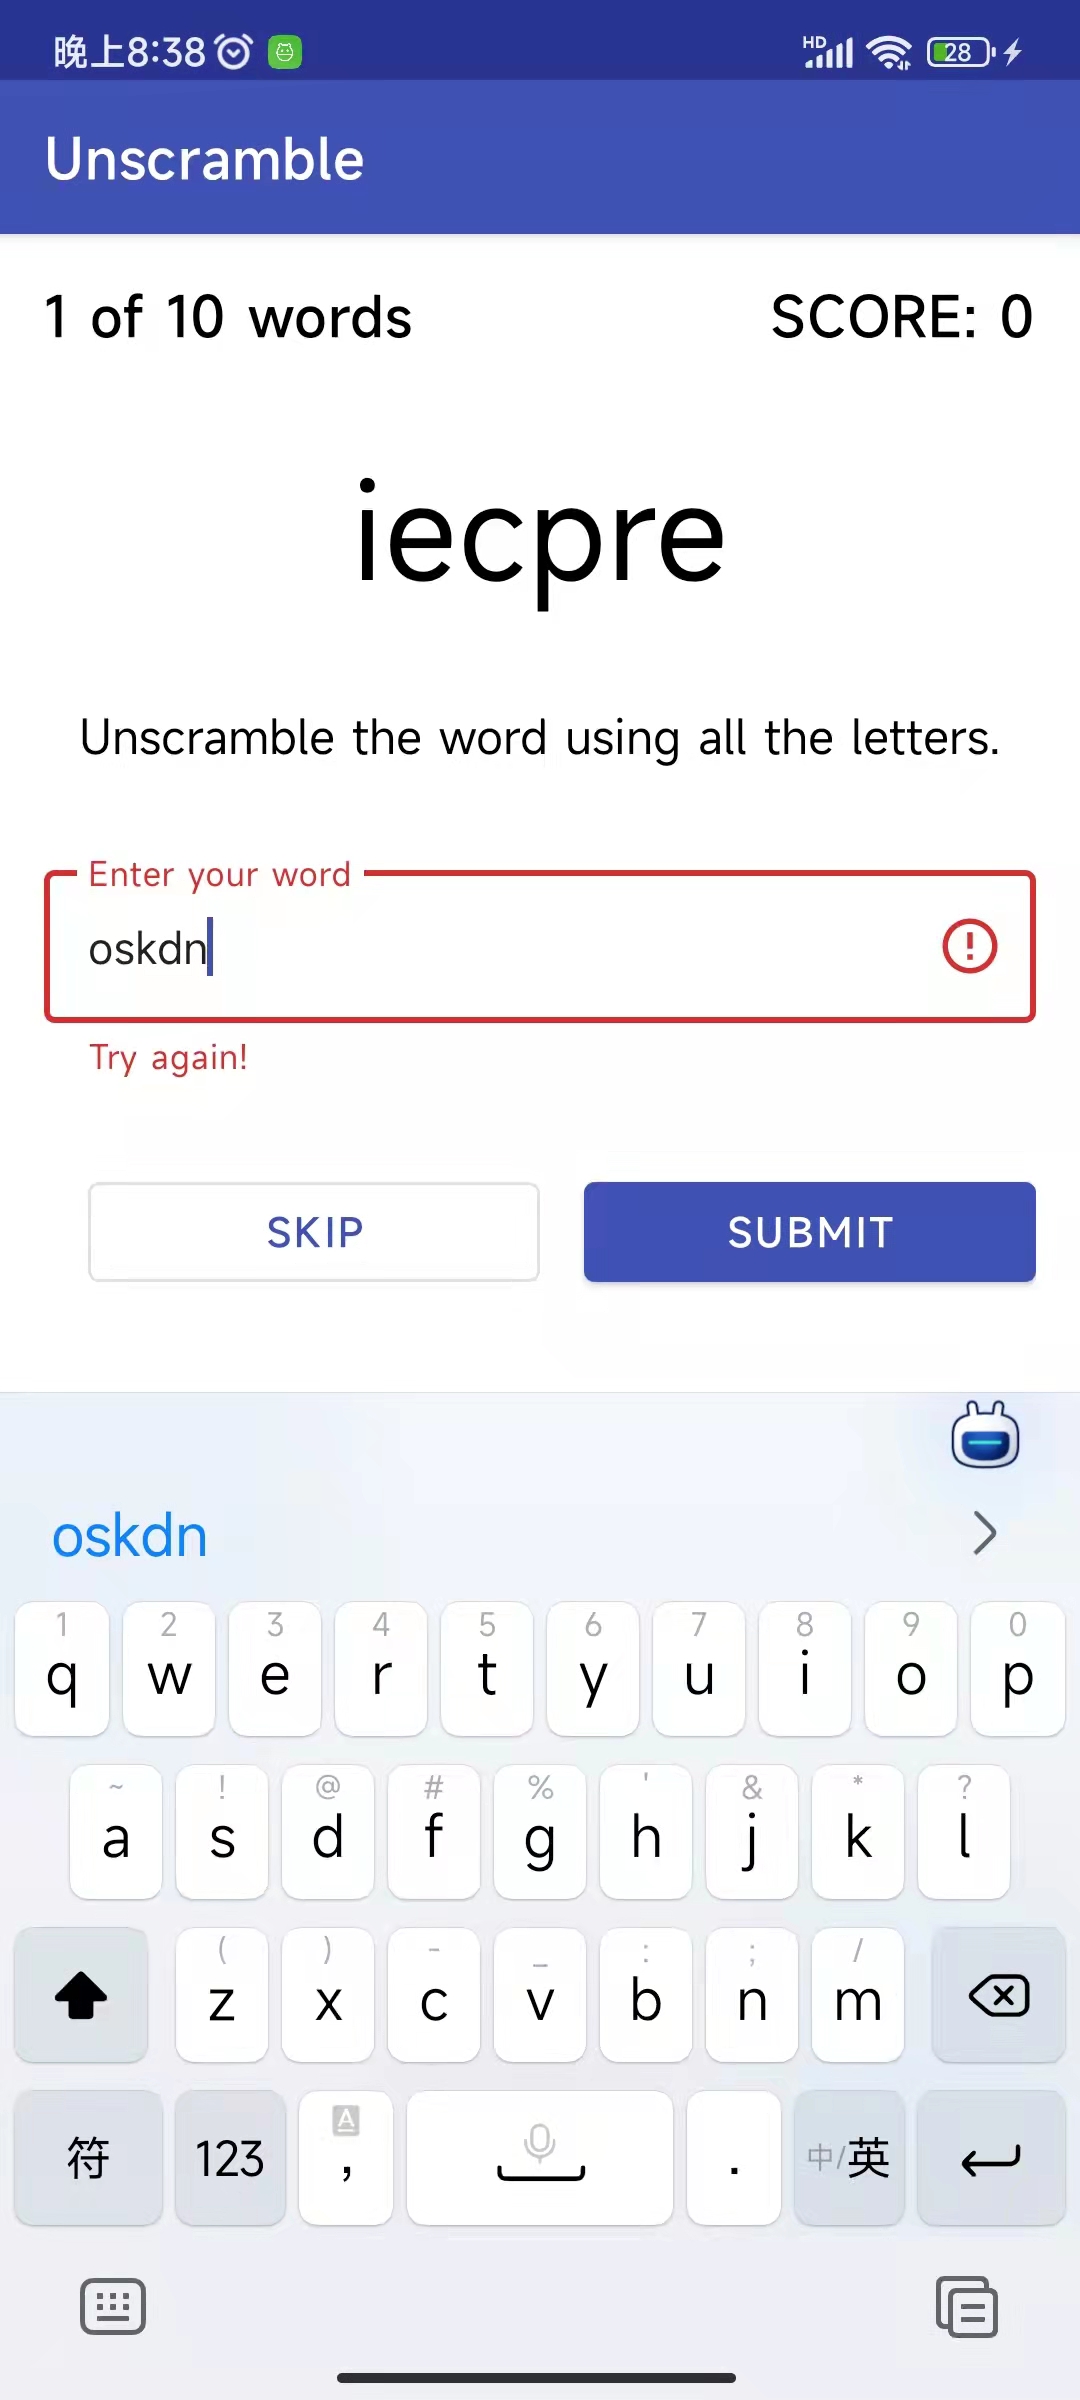 晚上8:38 HD 28
Unscramble
1 of 10 words SCORE: 0
iecpre
Unscramble the word using all the letters.
Enter your word
oskdn
Try again!
SKIP SUBMIT
oskdn
1 2 3 4 5 6 7 8 9 0
q w e r t y u i o p
~ ! @ # % ' & * ?
a s d f g h j k l
( ) - _ : ; /
z x c v b n m
符 123 A , . 中/英